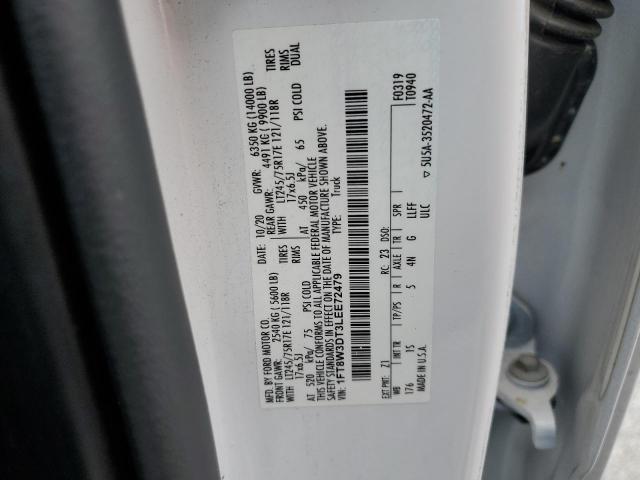 MFD. BY FORD MOTOR CO.
DATE: 10/20 GVWR: 6350 KG (14000 LB)
FRONT GAWR: 2540 KG (5600 LB) REAR GAWR: 4491 KG (9900 LB)
LT245/75R17E 121/118R TIRES WITH LT245/75R17E 121/118R TIRES
WITH 17x6.5J RIMS 17x6.5J RIMS
AT 520 kPa/ 75 PSI COLD AT 450 kPa/ 65 PSI COLD DUAL
THIS VEHICLE CONFORMS TO ALL APPLICABLE FEDERAL MOTOR VEHICLE
SAFETY STANDARDS IN EFFECT ON THE DATE OF MANUFACTURE SHOWN ABOVE.
VIN: 1FT8W3DT3LEE72479 TYPE: Truck
F0319
T0940
EXT PNT: Z1 RC: 23 DSO:
WB INT TR TP/PS R AXLE TR SPR
176 15 5 4N G LLFF
MADE IN U.S.A. ULC
▽ 5U5A-3520472-AA